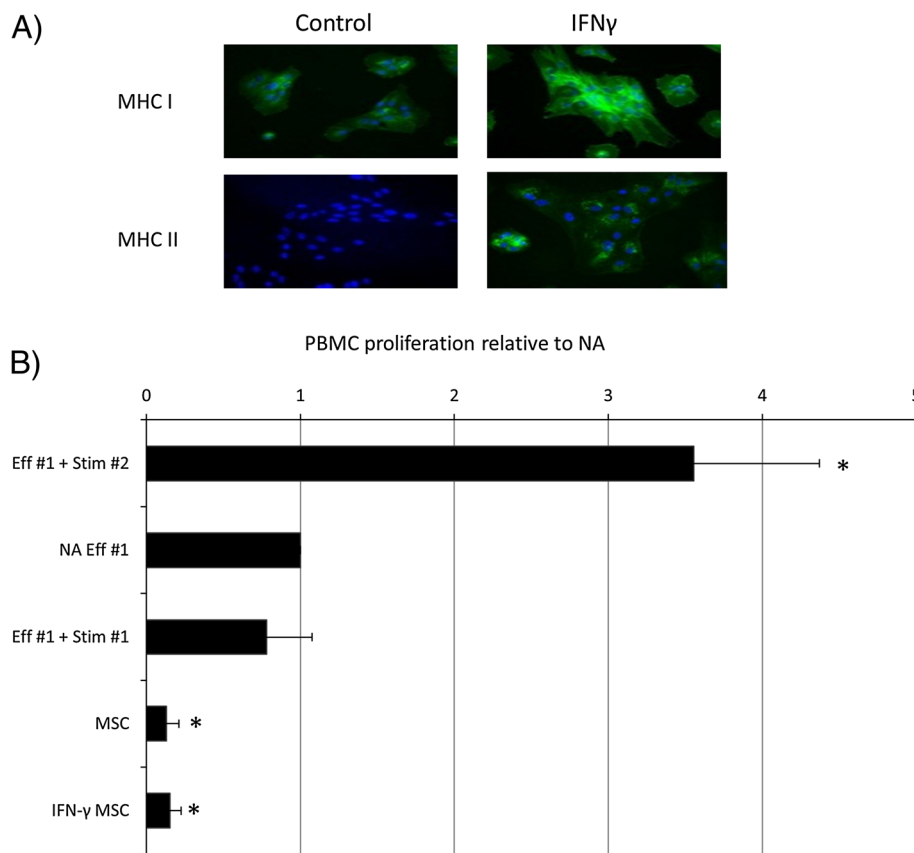 A)
Control
IFNγ
MHC I
MHC II
B)
PBMC proliferation relative to NA
0 1 2 3 4 5
Eff #1 + Stim #2
*
NA Eff #1
Eff #1 + Stim #1
MSC
*
IFN-γ MSC
*